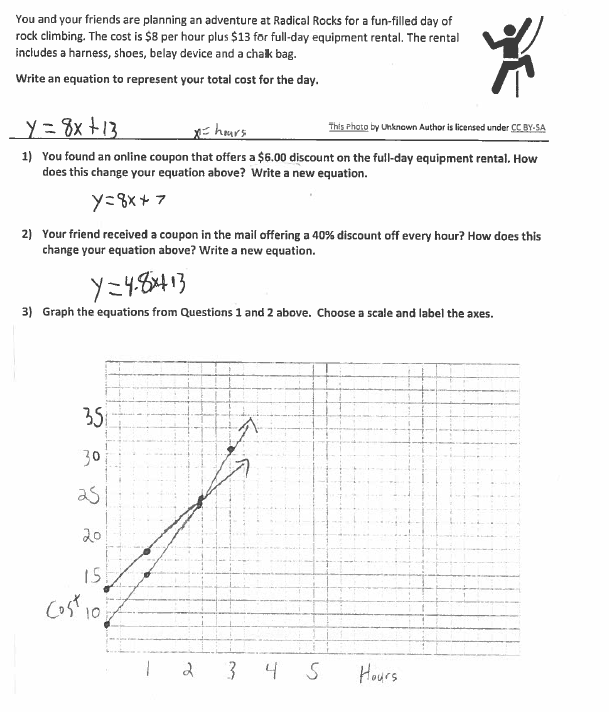 You and your friends are planning an adventure at Radical Rocks for a fun-filled day of
rock climbing. The cost is $8 per hour plus $13 for full-day equipment rental. The rental
includes a harness, shoes, belay device and a chalk bag.
Write an equation to represent your total cost for the day.
y = 8x + 13 x = hours
This Photo by Unknown Author is licensed under CC BY-SA
1) You found an online coupon that offers a $6.00 discount on the full-day equipment rental. How
does this change your equation above? Write a new equation.
y = 8x + 7
2) Your friend received a coupon in the mail offering a 40% discount off every hour? How does this
change your equation above? Write a new equation.
y = 4.8x + 13
3) Graph the equations from Questions 1 and 2 above. Choose a scale and label the axes.
35
30
25
20
15
Cost 10
1 2 3 4 5 Hours